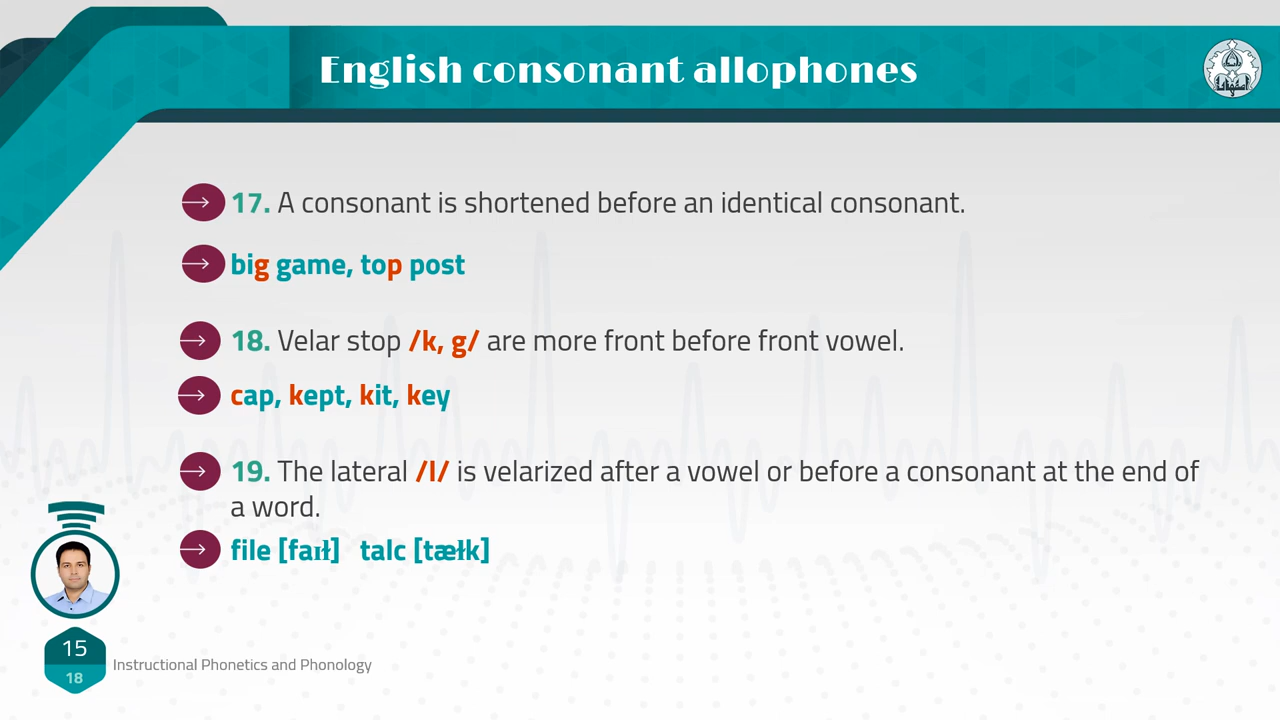 English consonant allophones
17. A consonant is shortened before an identical consonant.
big game, top post
18. Velar stop /k, g/ are more front before front vowel.
cap, kept, kit, key
19. The lateral /l/ is velarized after a vowel or before a consonant at the end of
a word.
file [faɪɫ] talc [tæɫk]
15
18
Instructional Phonetics and Phonology